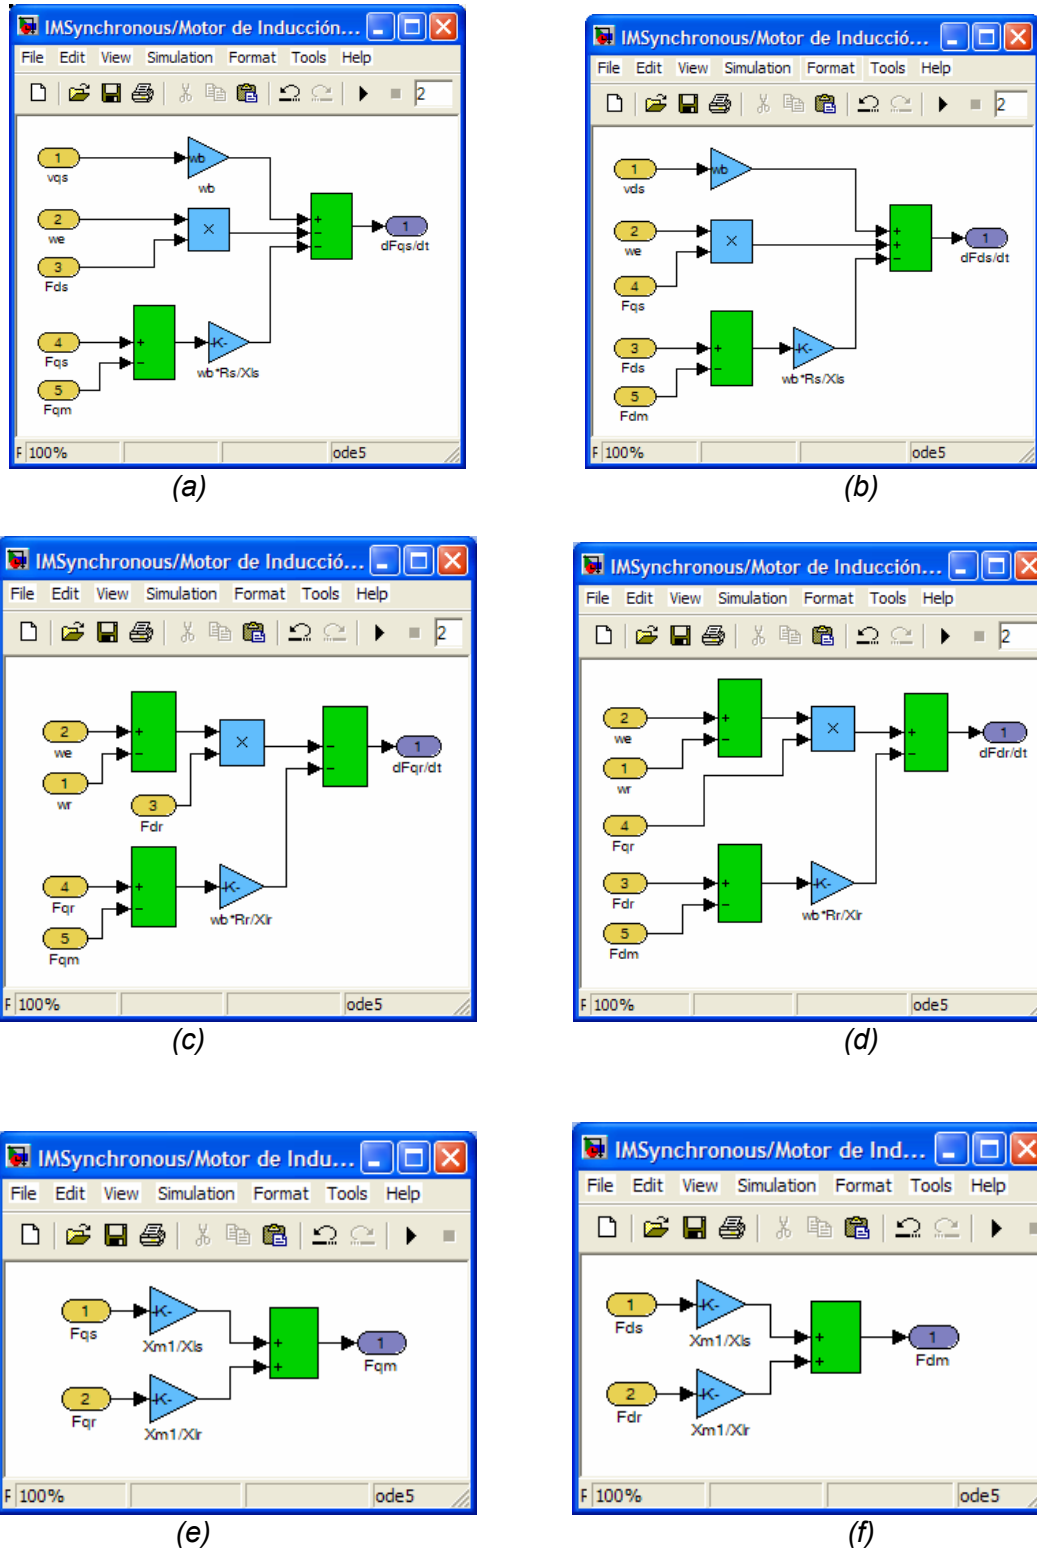 IMSynchronous/Motor de Inducción...
File Edit View Simulation Format Tools Help
2
1
vqs
wb
wb
2
we
3
Fds
×
+
−
−
1
dFqs/dt
4
Fqs
5
Fqm
+
−
-K-
wb*Rs/Xls
F 100% ode5
(a)
IMSynchronous/Motor de Inducció...
File Edit View Simulation Format Tools Help
2
1
vds
wb
2
we
4
Fqs
×
+
+
−
1
dFds/dt
3
Fds
5
Fdm
+
−
-K-
wb*Rs/Xls
F 100% ode5
(b)
IMSynchronous/Motor de Inducció...
File Edit View Simulation Format Tools Help
2
2
we
1
wr
+
−
×
3
Fdr
−
−
1
dFqr/dt
4
Fqr
5
Fqm
+
−
-K-
wb*Rr/Xlr
F 100% ode5
(c)
IMSynchronous/Motor de Inducción...
File Edit View Simulation Format Tools Help
2
2
we
1
wr
+
−
×
4
Fqr
+
−
1
dFdr/dt
3
Fdr
5
Fdm
+
−
-K-
wb*Rr/Xlr
F 100% ode5
(d)
IMSynchronous/Motor de Indu...
File Edit View Simulation Format Tools Help
1
Fqs
-K-
Xm1/Xls
2
Fqr
-K-
Xm1/Xlr
+
+
1
Fqm
F 100% ode5
(e)
IMSynchronous/Motor de Ind...
File Edit View Simulation Format Tools Help
1
Fds
-K-
Xm1/Xls
2
Fdr
-K-
Xm1/Xlr
+
+
1
Fdm
F 100% ode5
(f)